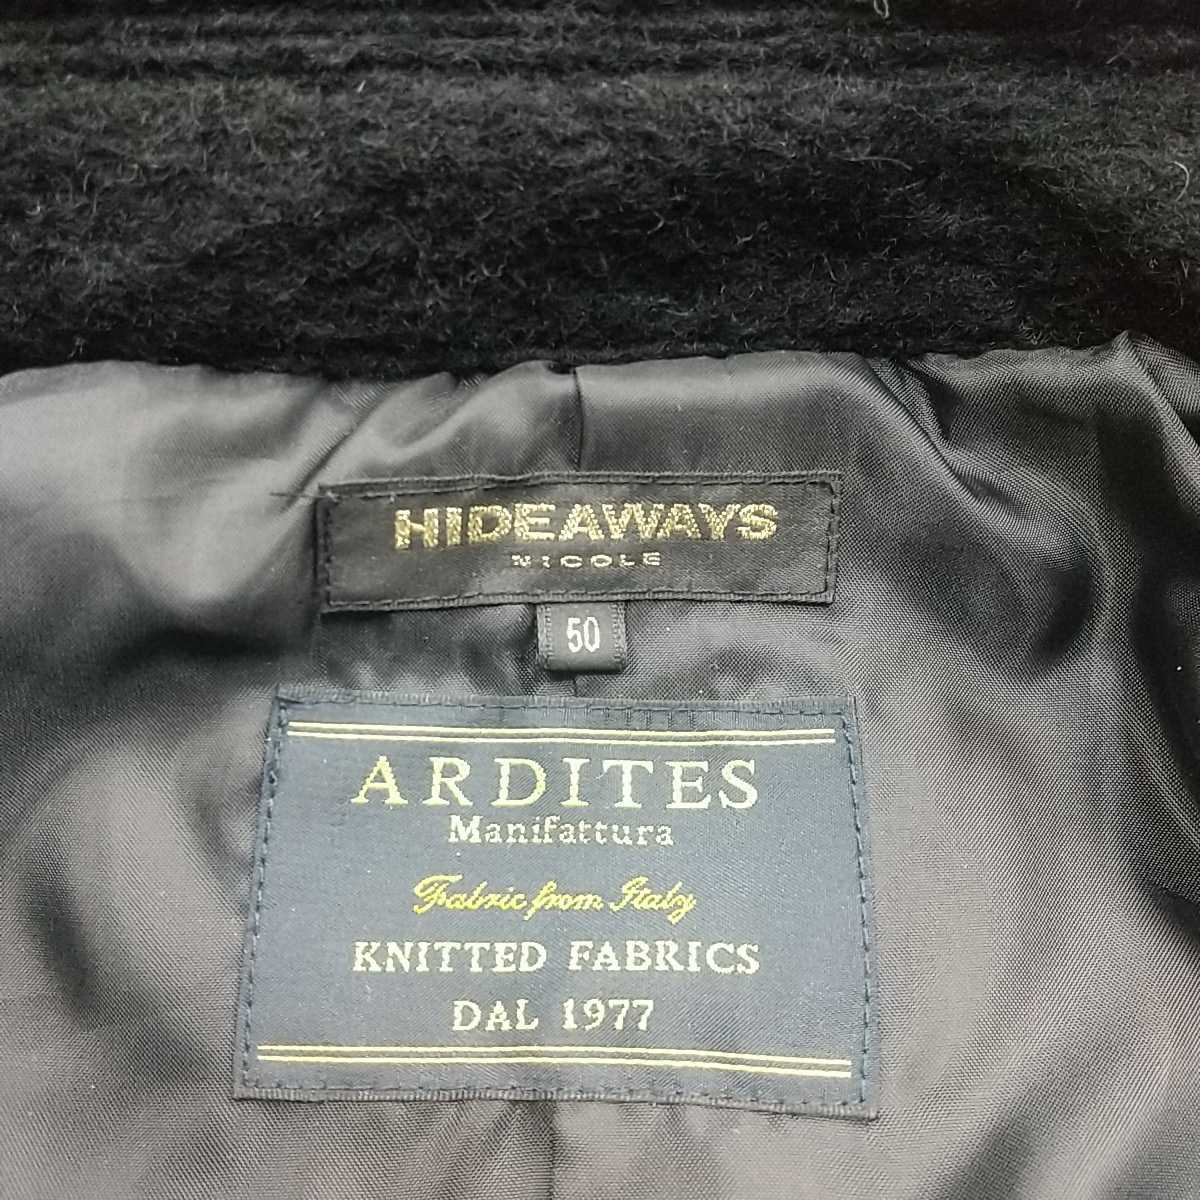 HIDEAWAYS
NICOLE
50
ARDITES
Manifattura
Fabric from Italy
KNITTED FABRICS
DAL 1977